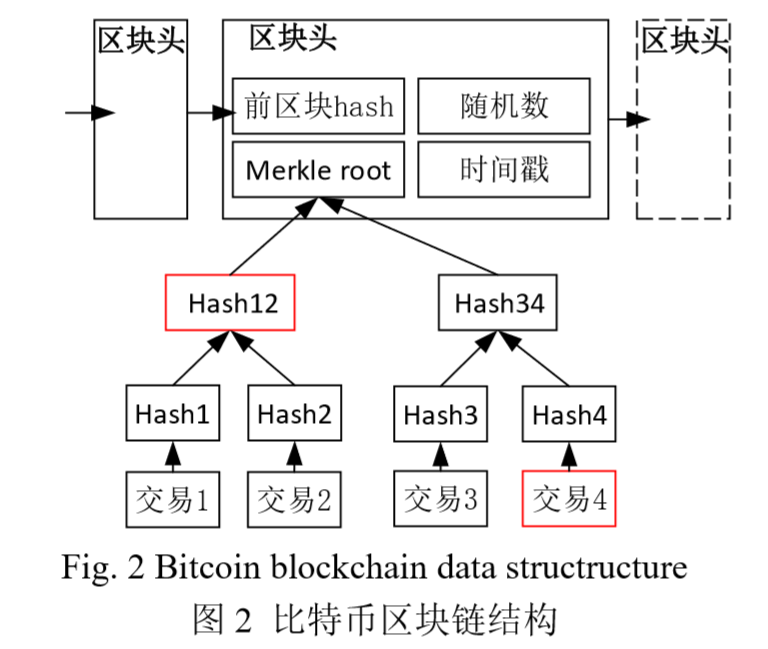 区块头 区块头 区块头
前区块hash 随机数
Merkle root 时间戳
Hash12 Hash34
Hash1 Hash2 Hash3 Hash4
交易1 交易2 交易3 交易4
Fig. 2 Bitcoin blockchain data structructure
图 2 比特币区块链结构